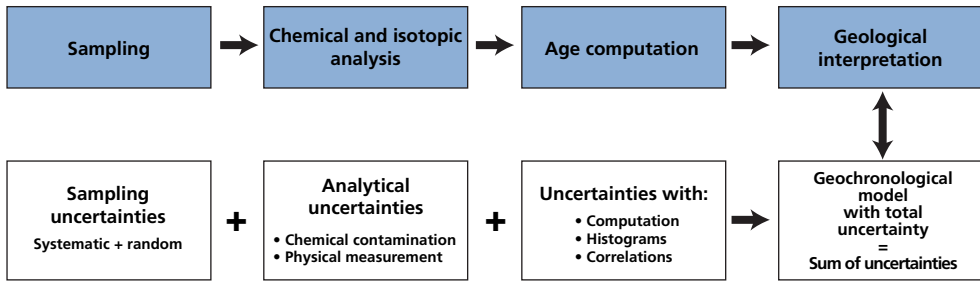 Sampling
Chemical and isotopic
analysis
Age computation
Geological
interpretation
Sampling
uncertainties
Systematic + random
+
Analytical
uncertainties
• Chemical contamination
• Physical measurement
+
Uncertainties with:
• Computation
• Histograms
• Correlations
Geochronological
model
with total
uncertainty
=
Sum of uncertainties